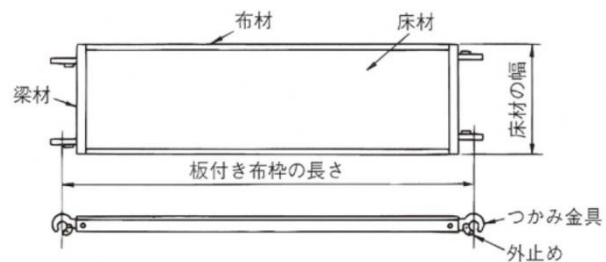 布材
床材
梁材
床材の幅
板付き布枠の長さ
つかみ金具
外止め